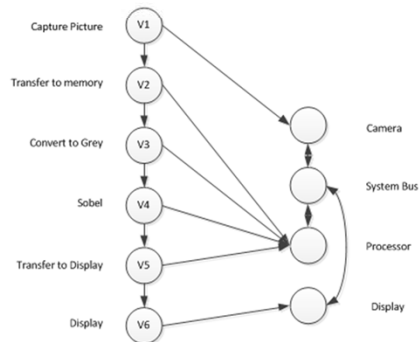 Capture Picture V1
Transfer to memory V2
Convert to Grey V3
Sobel V4
Transfer to Display V5
Display V6
Camera
System Bus
Processor
Display